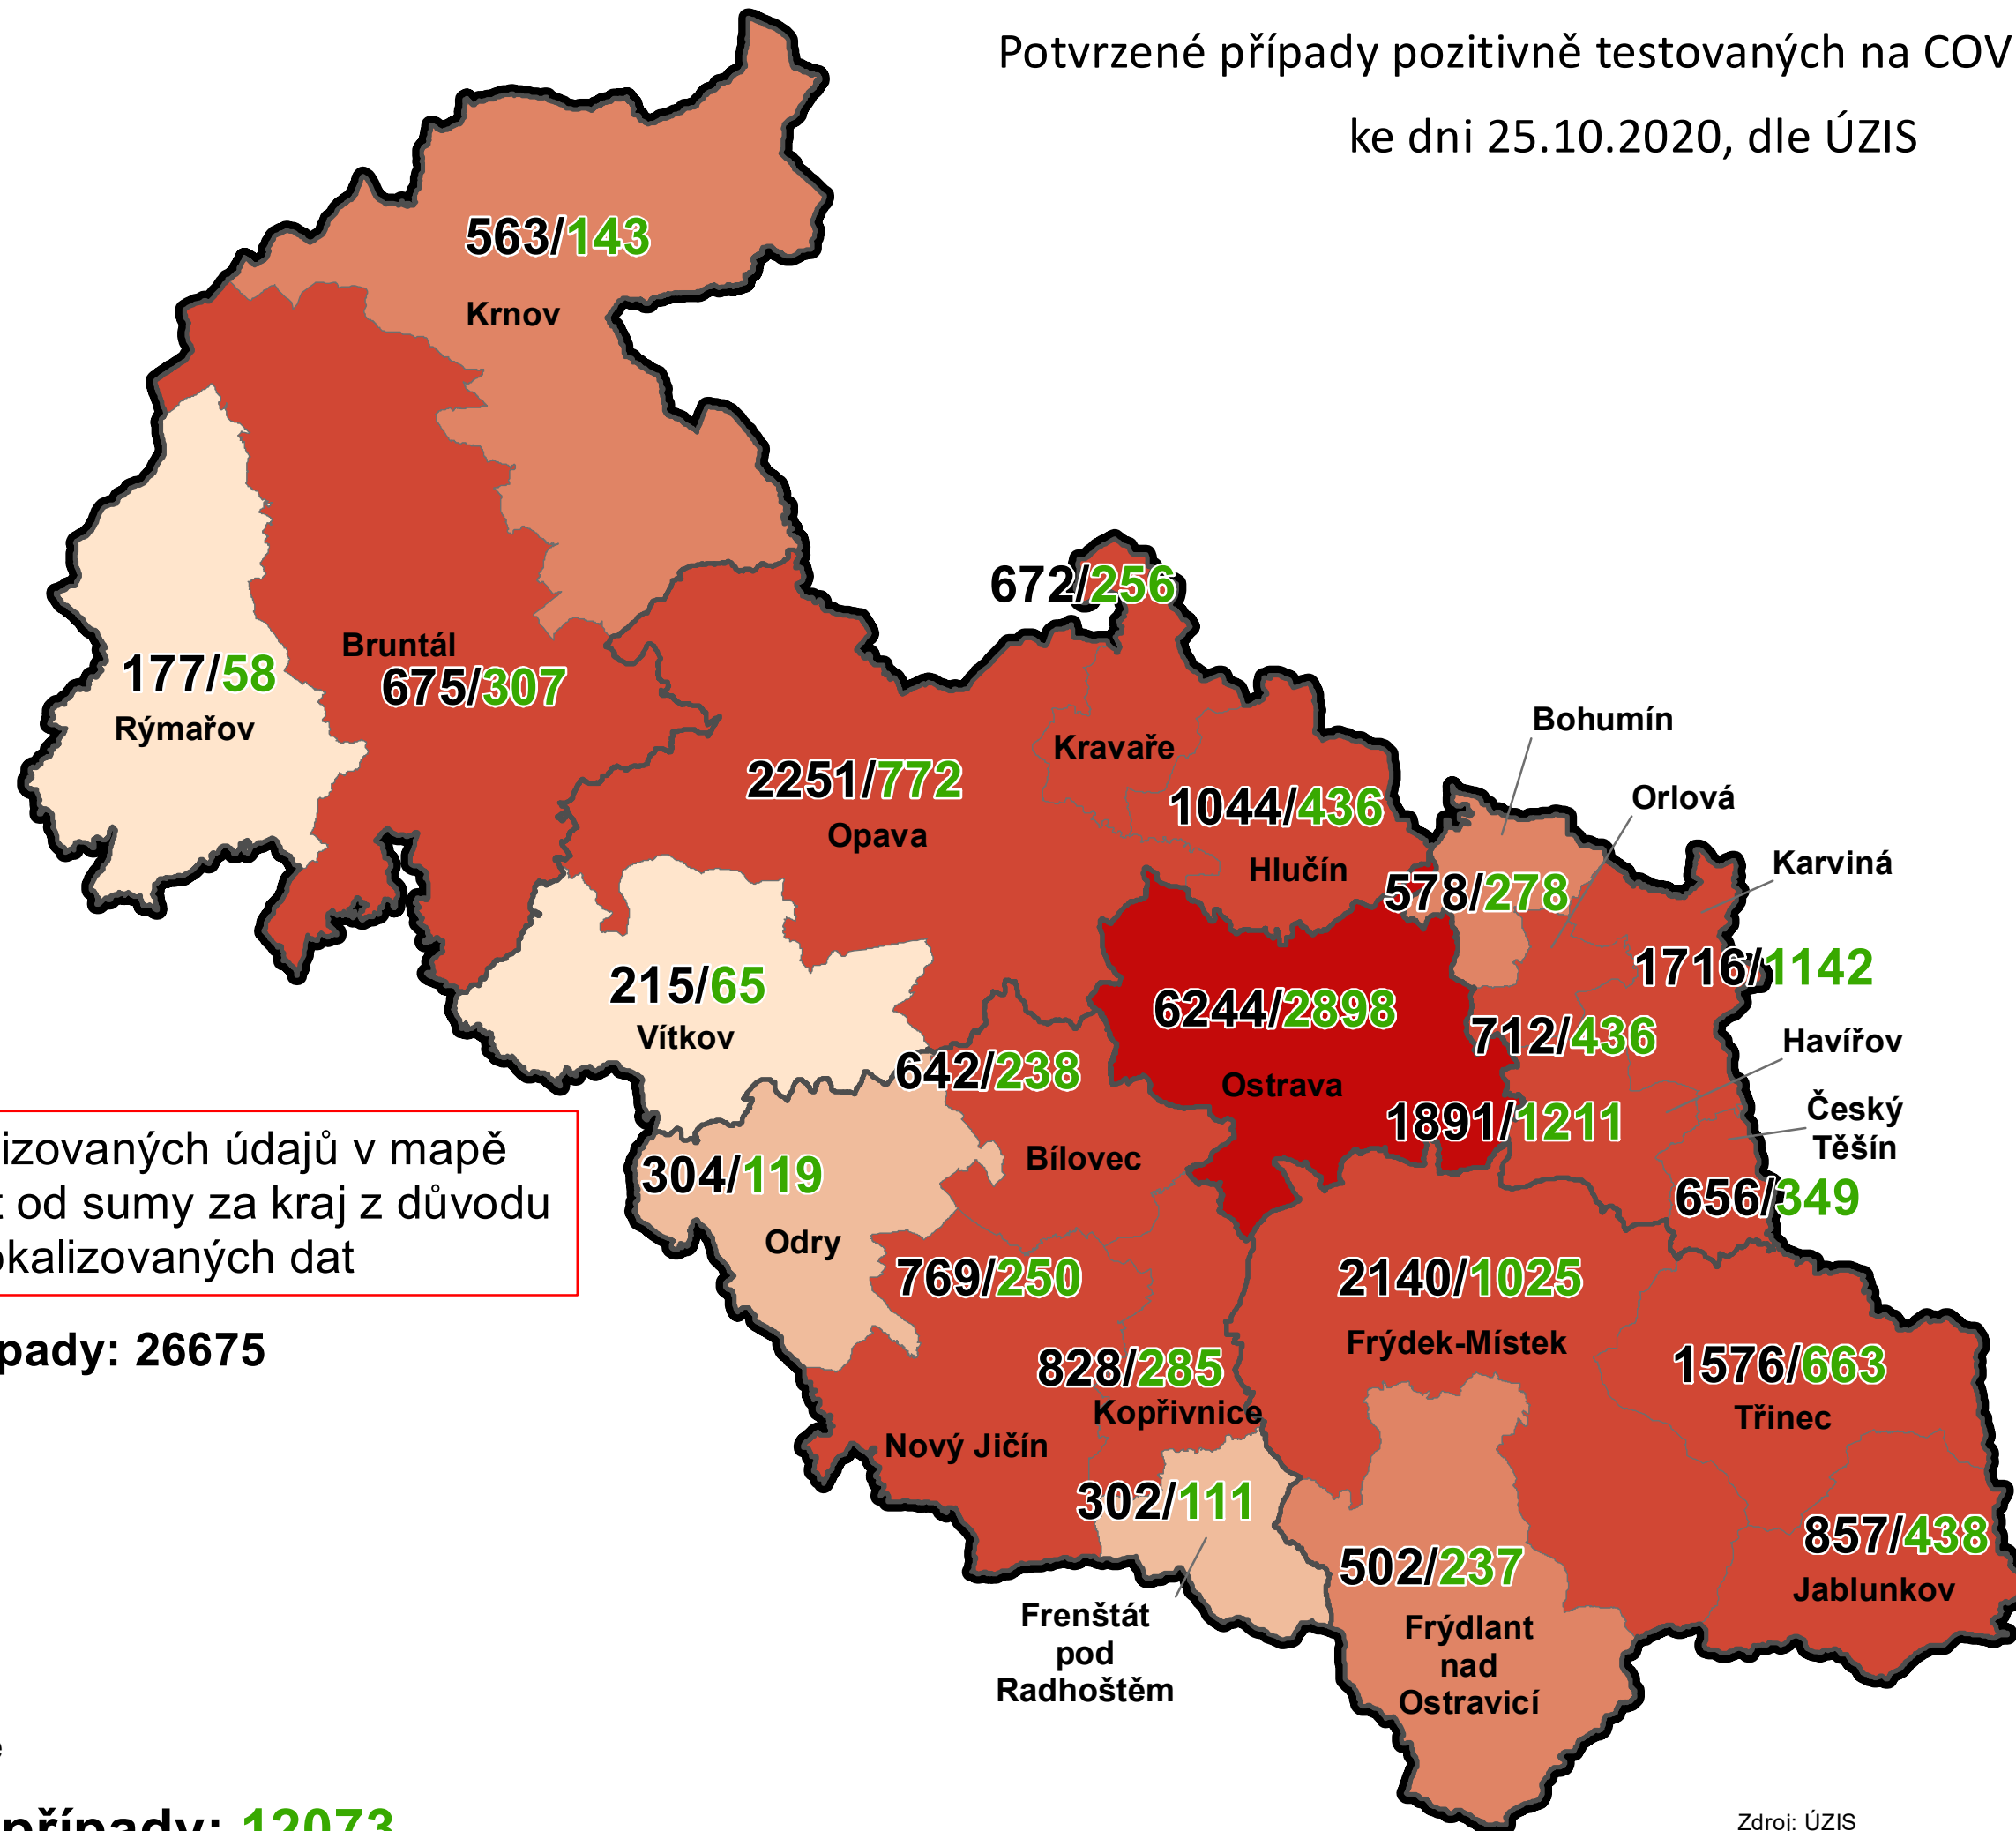 Potvrzené případy pozitivně testovaných na COV
ke dni 25.10.2020, dle ÚZIS
563/143
Krnov
672/256
Bruntál
177/58
675/307
Rýmařov
Bohumín
Kravaře
2251/772
Orlová
1044/436
Opava
Karviná
Hlučín
578/278
1716/1142
215/65
6244/2898
Vítkov
712/436
Havířov
642/238
Ostrava
Český
Těšín
1891/1211
izovaných údajů v mapě
t od sumy za kraj z důvodu
okalizovaných dat
304/119
Bílovec
656/349
Odry
769/250
2140/1025
pady: 26675
Frýdek-Místek
828/285
1576/663
Kopřivnice
Třinec
Nový Jičín
302/111
857/438
502/237
Jablunkov
Frenštát
pod
Radhoštěm
Frýdlant
nad
Ostravicí
e
případy: 12073
Zdroj: ÚZIS